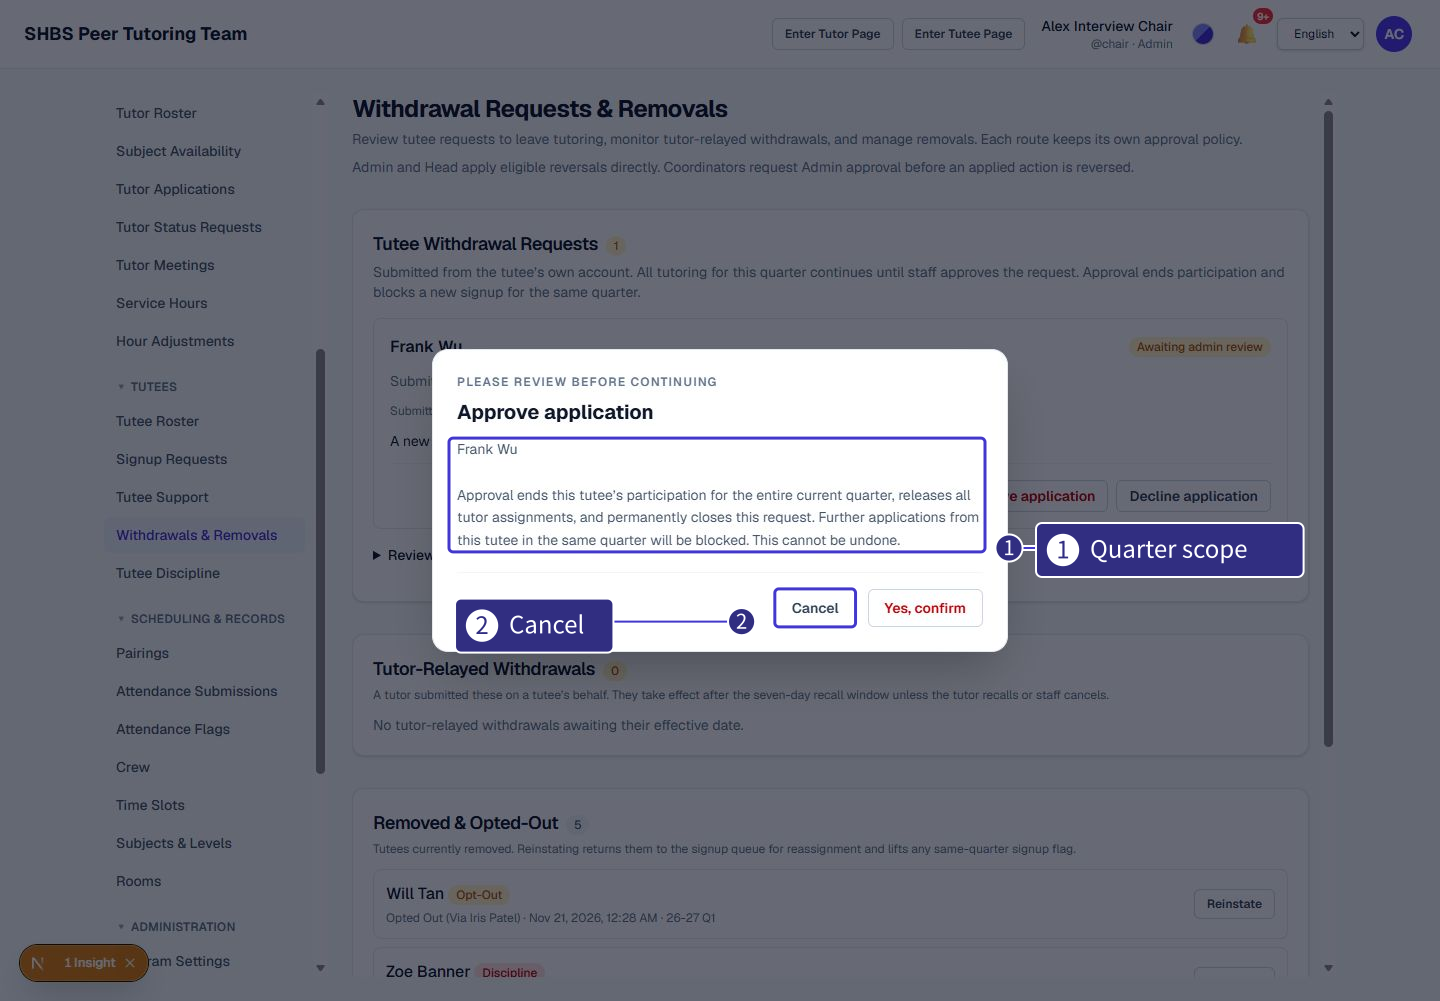 SHBS Peer Tutoring Team
Enter Tutor Page
Enter Tutee Page
Alex Interview Chair
@chair · Admin
9+
English
AC
Tutor Roster
Subject Availability
Tutor Applications
Tutor Status Requests
Tutor Meetings
Service Hours
Hour Adjustments
TUTEES
Tutee Roster
Signup Requests
Tutee Support
Withdrawals & Removals
Tutee Discipline
SCHEDULING & RECORDS
Pairings
Attendance Submissions
Attendance Flags
Crew
Time Slots
Subjects & Levels
Rooms
ADMINISTRATION
ram Settings
N 1 Insight ×
Withdrawal Requests & Removals
Review tutee requests to leave tutoring, monitor tutor-relayed withdrawals, and manage removals. Each route keeps its own approval policy.
Admin and Head apply eligible reversals directly. Coordinators request Admin approval before an applied action is reversed.
Tutee Withdrawal Requests 1
Submitted from the tutee's own account. All tutoring for this quarter continues until staff approves the request. Approval ends participation and
blocks a new signup for the same quarter.
Frank Wu
Awaiting admin review
Submi
Submitt
A new
e application
Decline application
Review
PLEASE REVIEW BEFORE CONTINUING
Approve application
Frank Wu
Approval ends this tutee's participation for the entire current quarter, releases all
tutor assignments, and permanently closes this request. Further applications from
this tutee in the same quarter will be blocked. This cannot be undone.
1
1 Quarter scope
2 Cancel
2
Cancel
Yes, confirm
Tutor-Relayed Withdrawals 0
A tutor submitted these on a tutee's behalf. They take effect after the seven-day recall window unless the tutor recalls or staff cancels.
No tutor-relayed withdrawals awaiting their effective date.
Removed & Opted-Out 5
Tutees currently removed. Reinstating returns them to the signup queue for reassignment and lifts any same-quarter signup flag.
Will Tan Opt-Out
Opted Out (Via Iris Patel) · Nov 21, 2026, 12:28 AM · 26-27 Q1
Reinstate
Zoe Banner Discipline